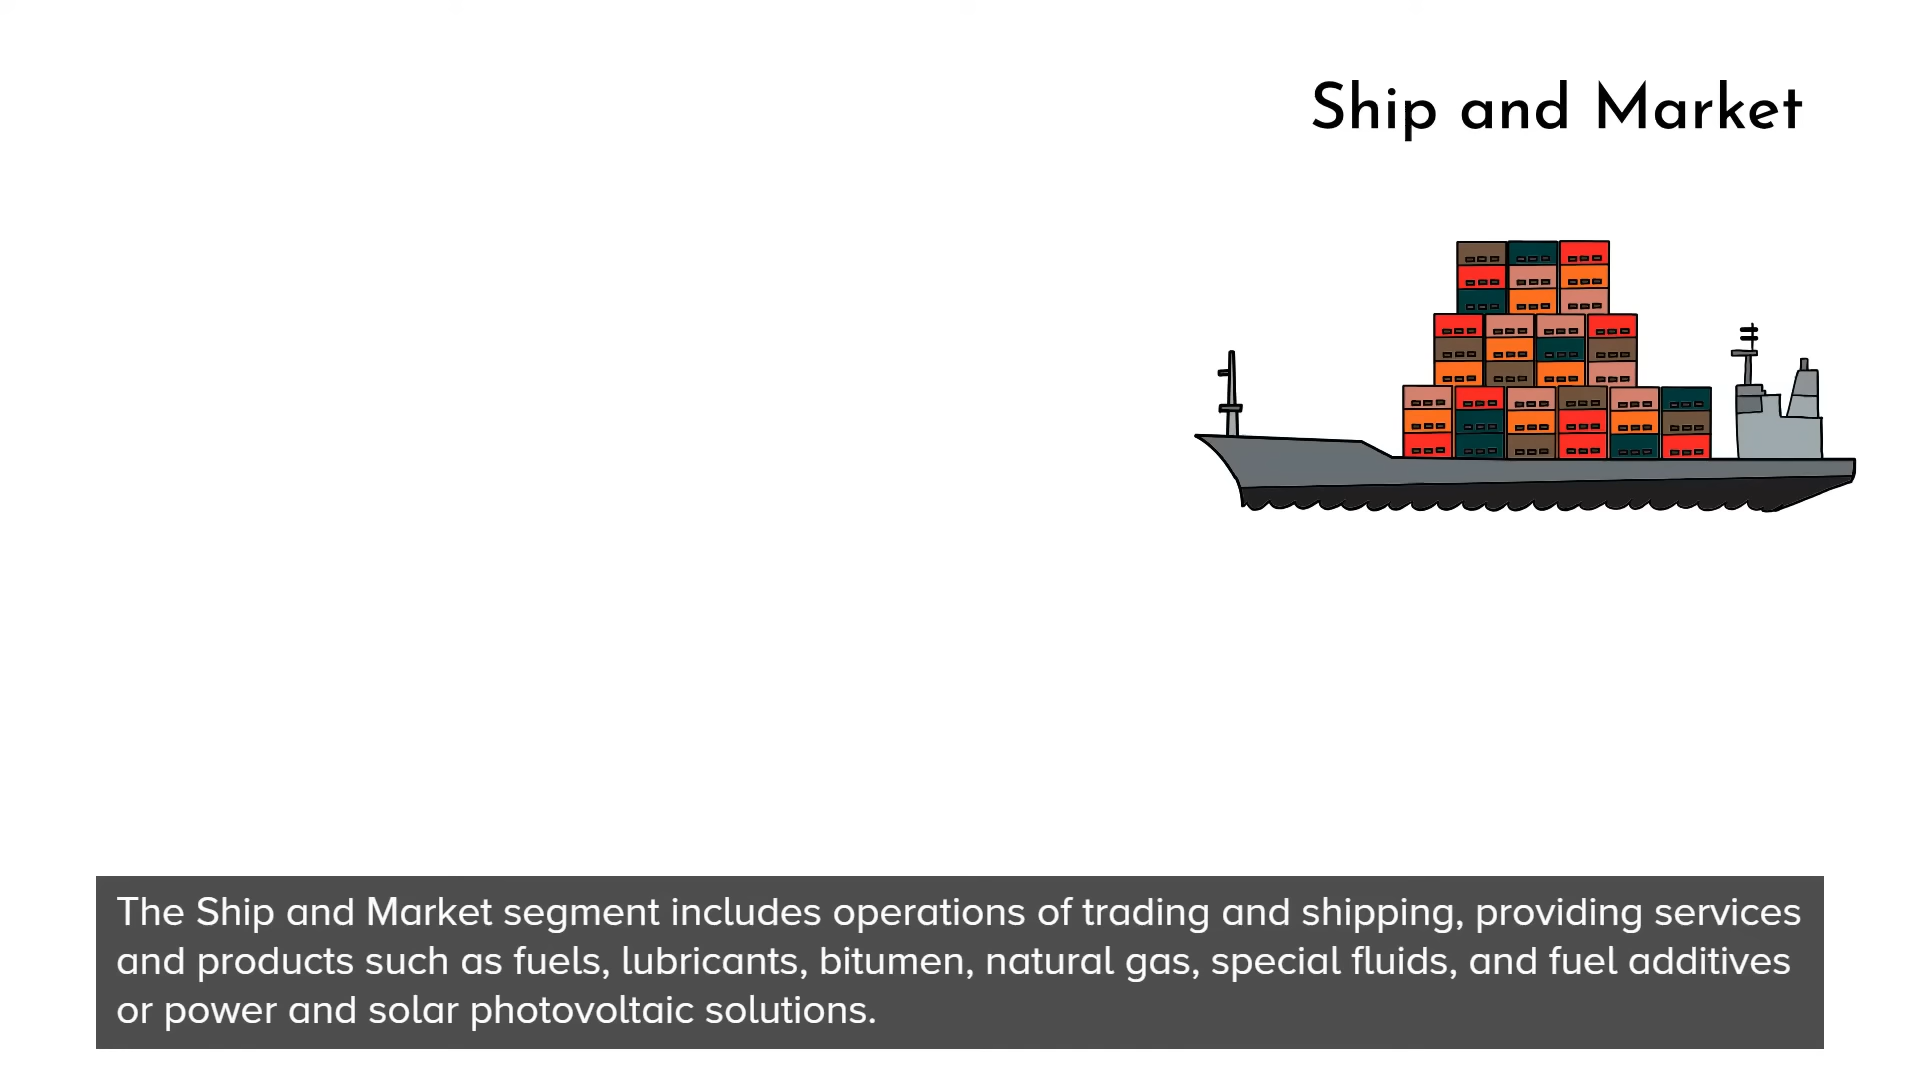 Ship and Market
The Ship and Market segment includes operations of trading and shipping, providing services
and products such as fuels, lubricants, bitumen, natural gas, special fluids, and fuel additives
or power and solar photovoltaic solutions.